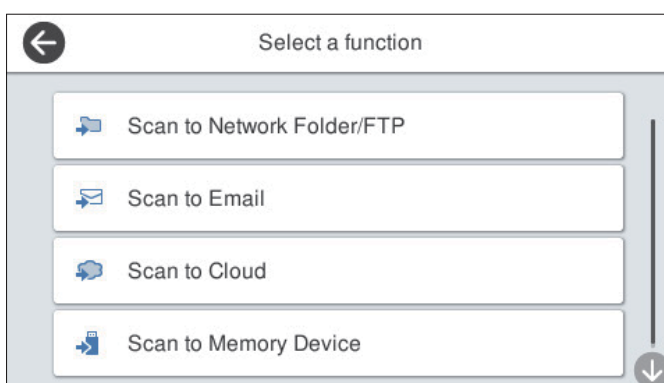 Select a function
Scan to Network Folder/FTP
Scan to Email
Scan to Cloud
Scan to Memory Device